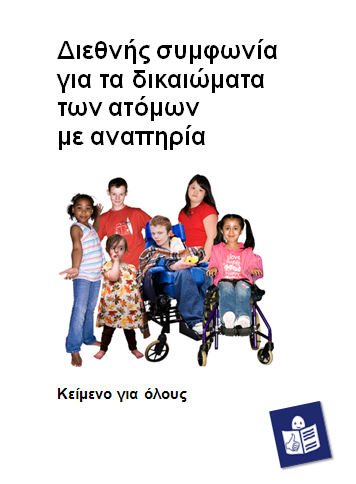 Διεθνής συμφωνία
για τα δικαιώματα
των ατόμων
με αναπηρία
Κείμενο για όλους